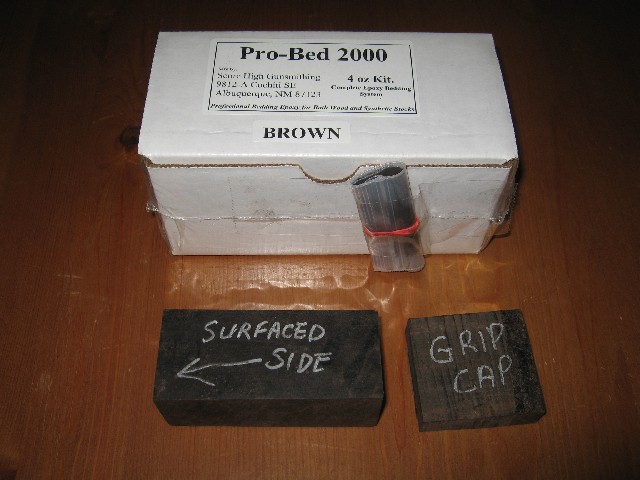 Pro-Bed 2000
Score High Gunsmithing
9812-A Cochiti SE
Albuquerque, NM 87123
4 oz Kit.
Complete Epoxy Bedding
System
Professional Bedding Epoxy for Both Wood and Synthetic Stocks
BROWN
SURFACED
SIDE
GRIP
CAP